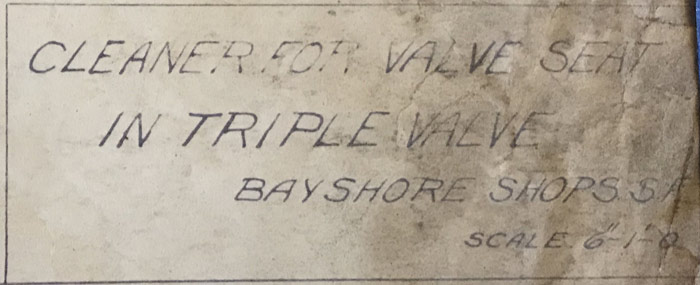 CLEANER FOR VALVE SEAT
IN TRIPLE VALVE
BAYSHORE SHOPS. S.F
SCALE. 6"-1'-0